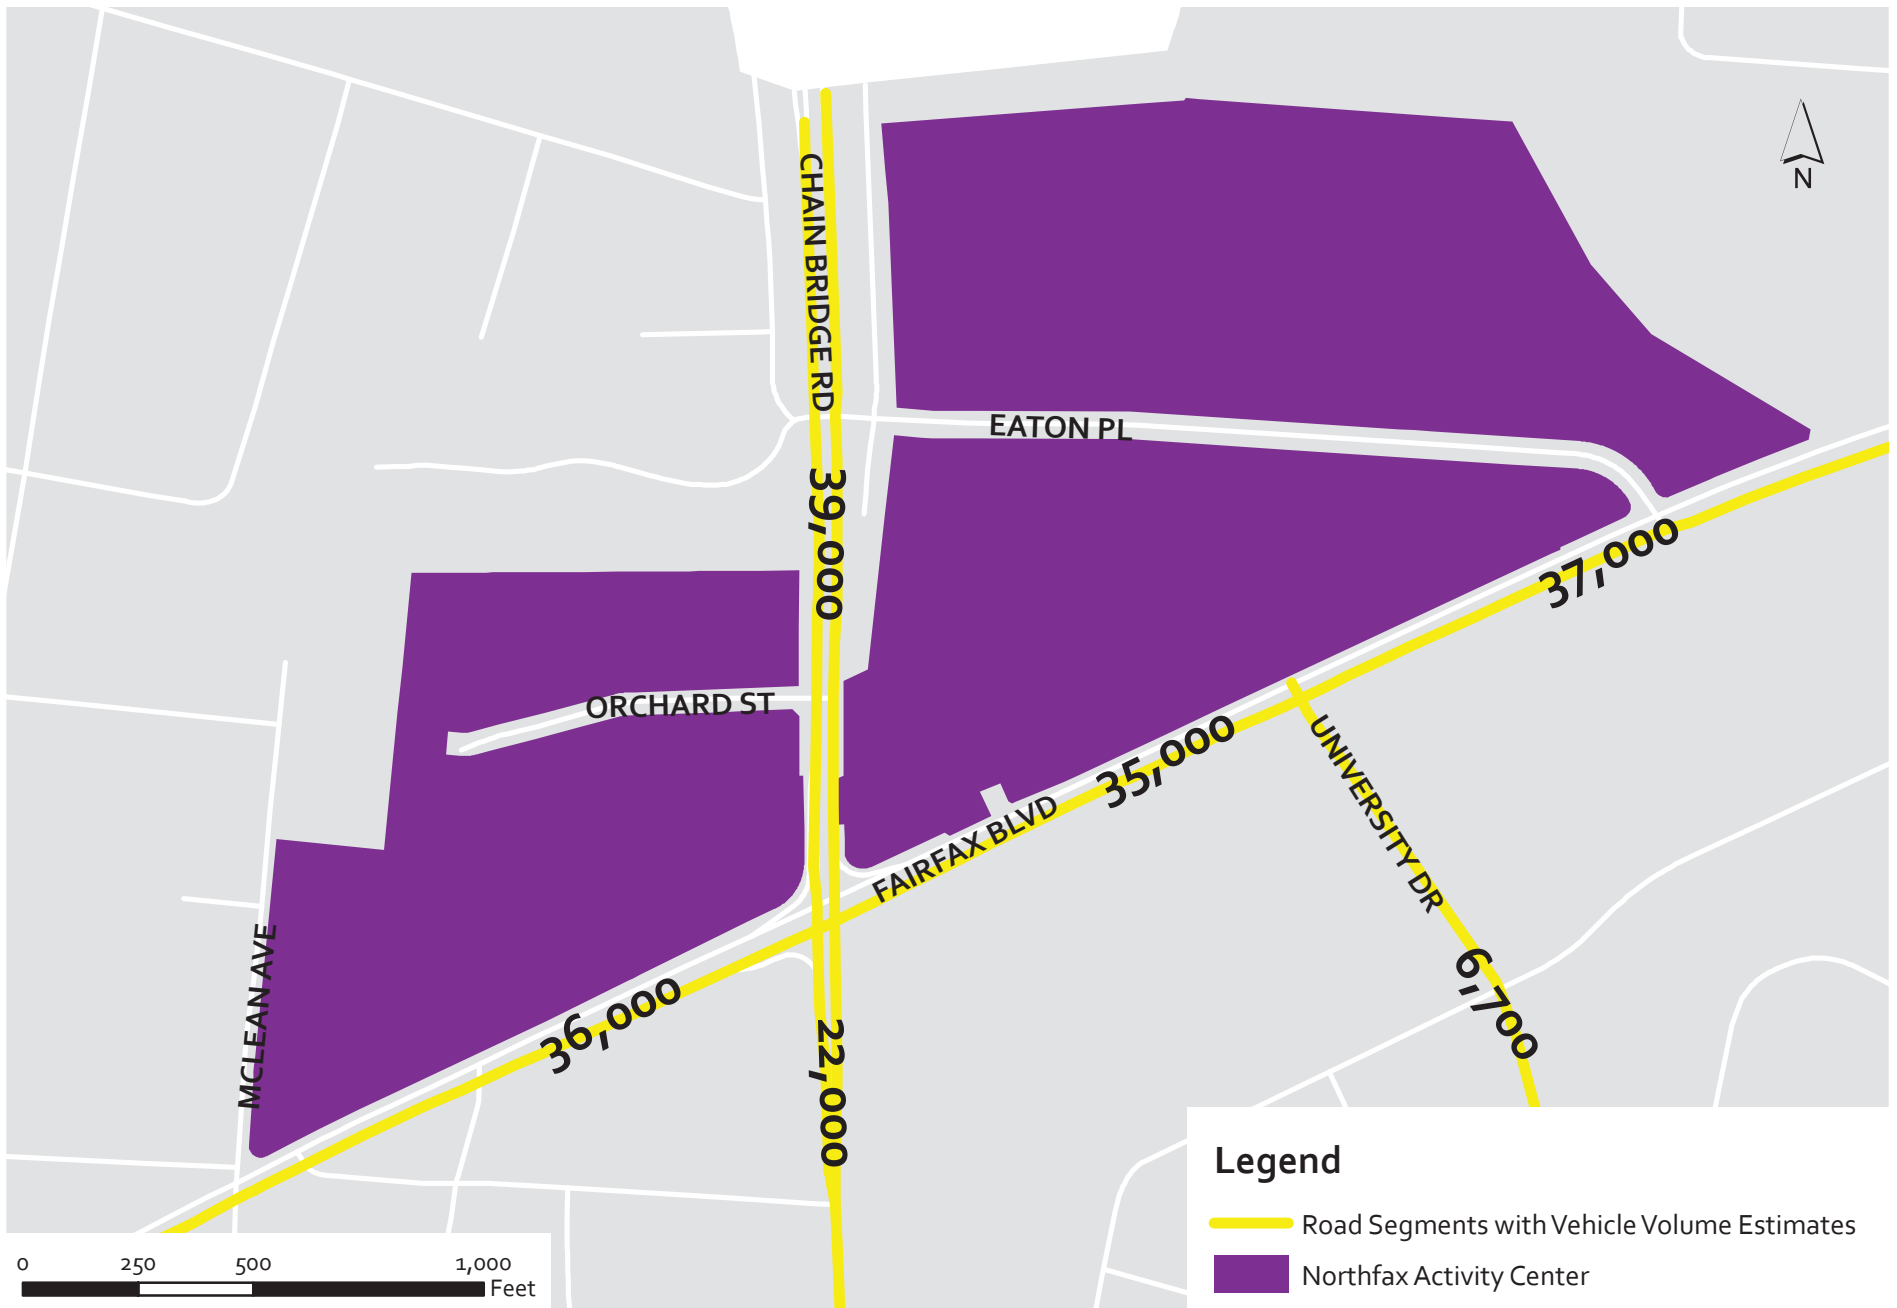 N
CHAIN BRIDGE RD
EATON PL
39,000
37,000
ORCHARD ST
35,000
UNIVERSITY DR
FAIRFAX BLVD
MCLEAN AVE
36,000
6,700
22,000
Legend
Road Segments with Vehicle Volume Estimates
Northfax Activity Center
0 250 500 1,000
Feet